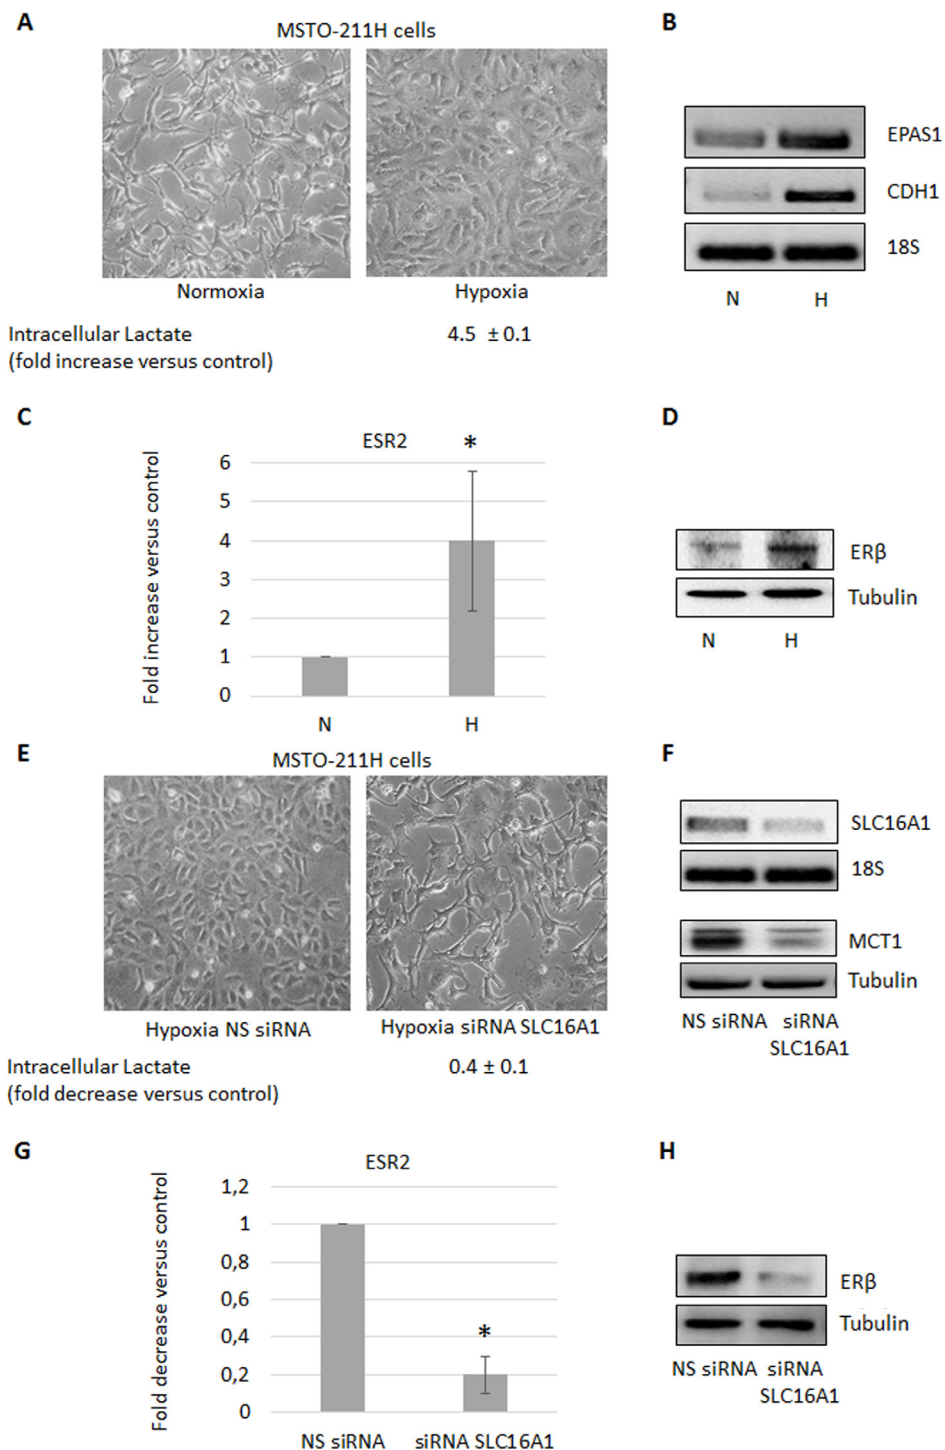 A
MSTO-211H cells
Normoxia
Hypoxia
Intracellular Lactate
(fold increase versus control)
4.5 ± 0.1
B
EPAS1
CDH1
18S
N
H
C
ESR2
*
Fold increase versus control
6
5
4
3
2
1
0
N
H
D
ERβ
Tubulin
N
H
E
MSTO-211H cells
Hypoxia NS siRNA
Hypoxia siRNA SLC16A1
Intracellular Lactate
(fold decrease versus control)
0.4 ± 0.1
F
SLC16A1
18S
MCT1
Tubulin
NS siRNA
siRNA
SLC16A1
G
ESR2
Fold decrease versus control
1,2
1
0,8
0,6
0,4
0,2
0
*
NS siRNA
siRNA SLC16A1
H
ERβ
Tubulin
NS siRNA
siRNA
SLC16A1